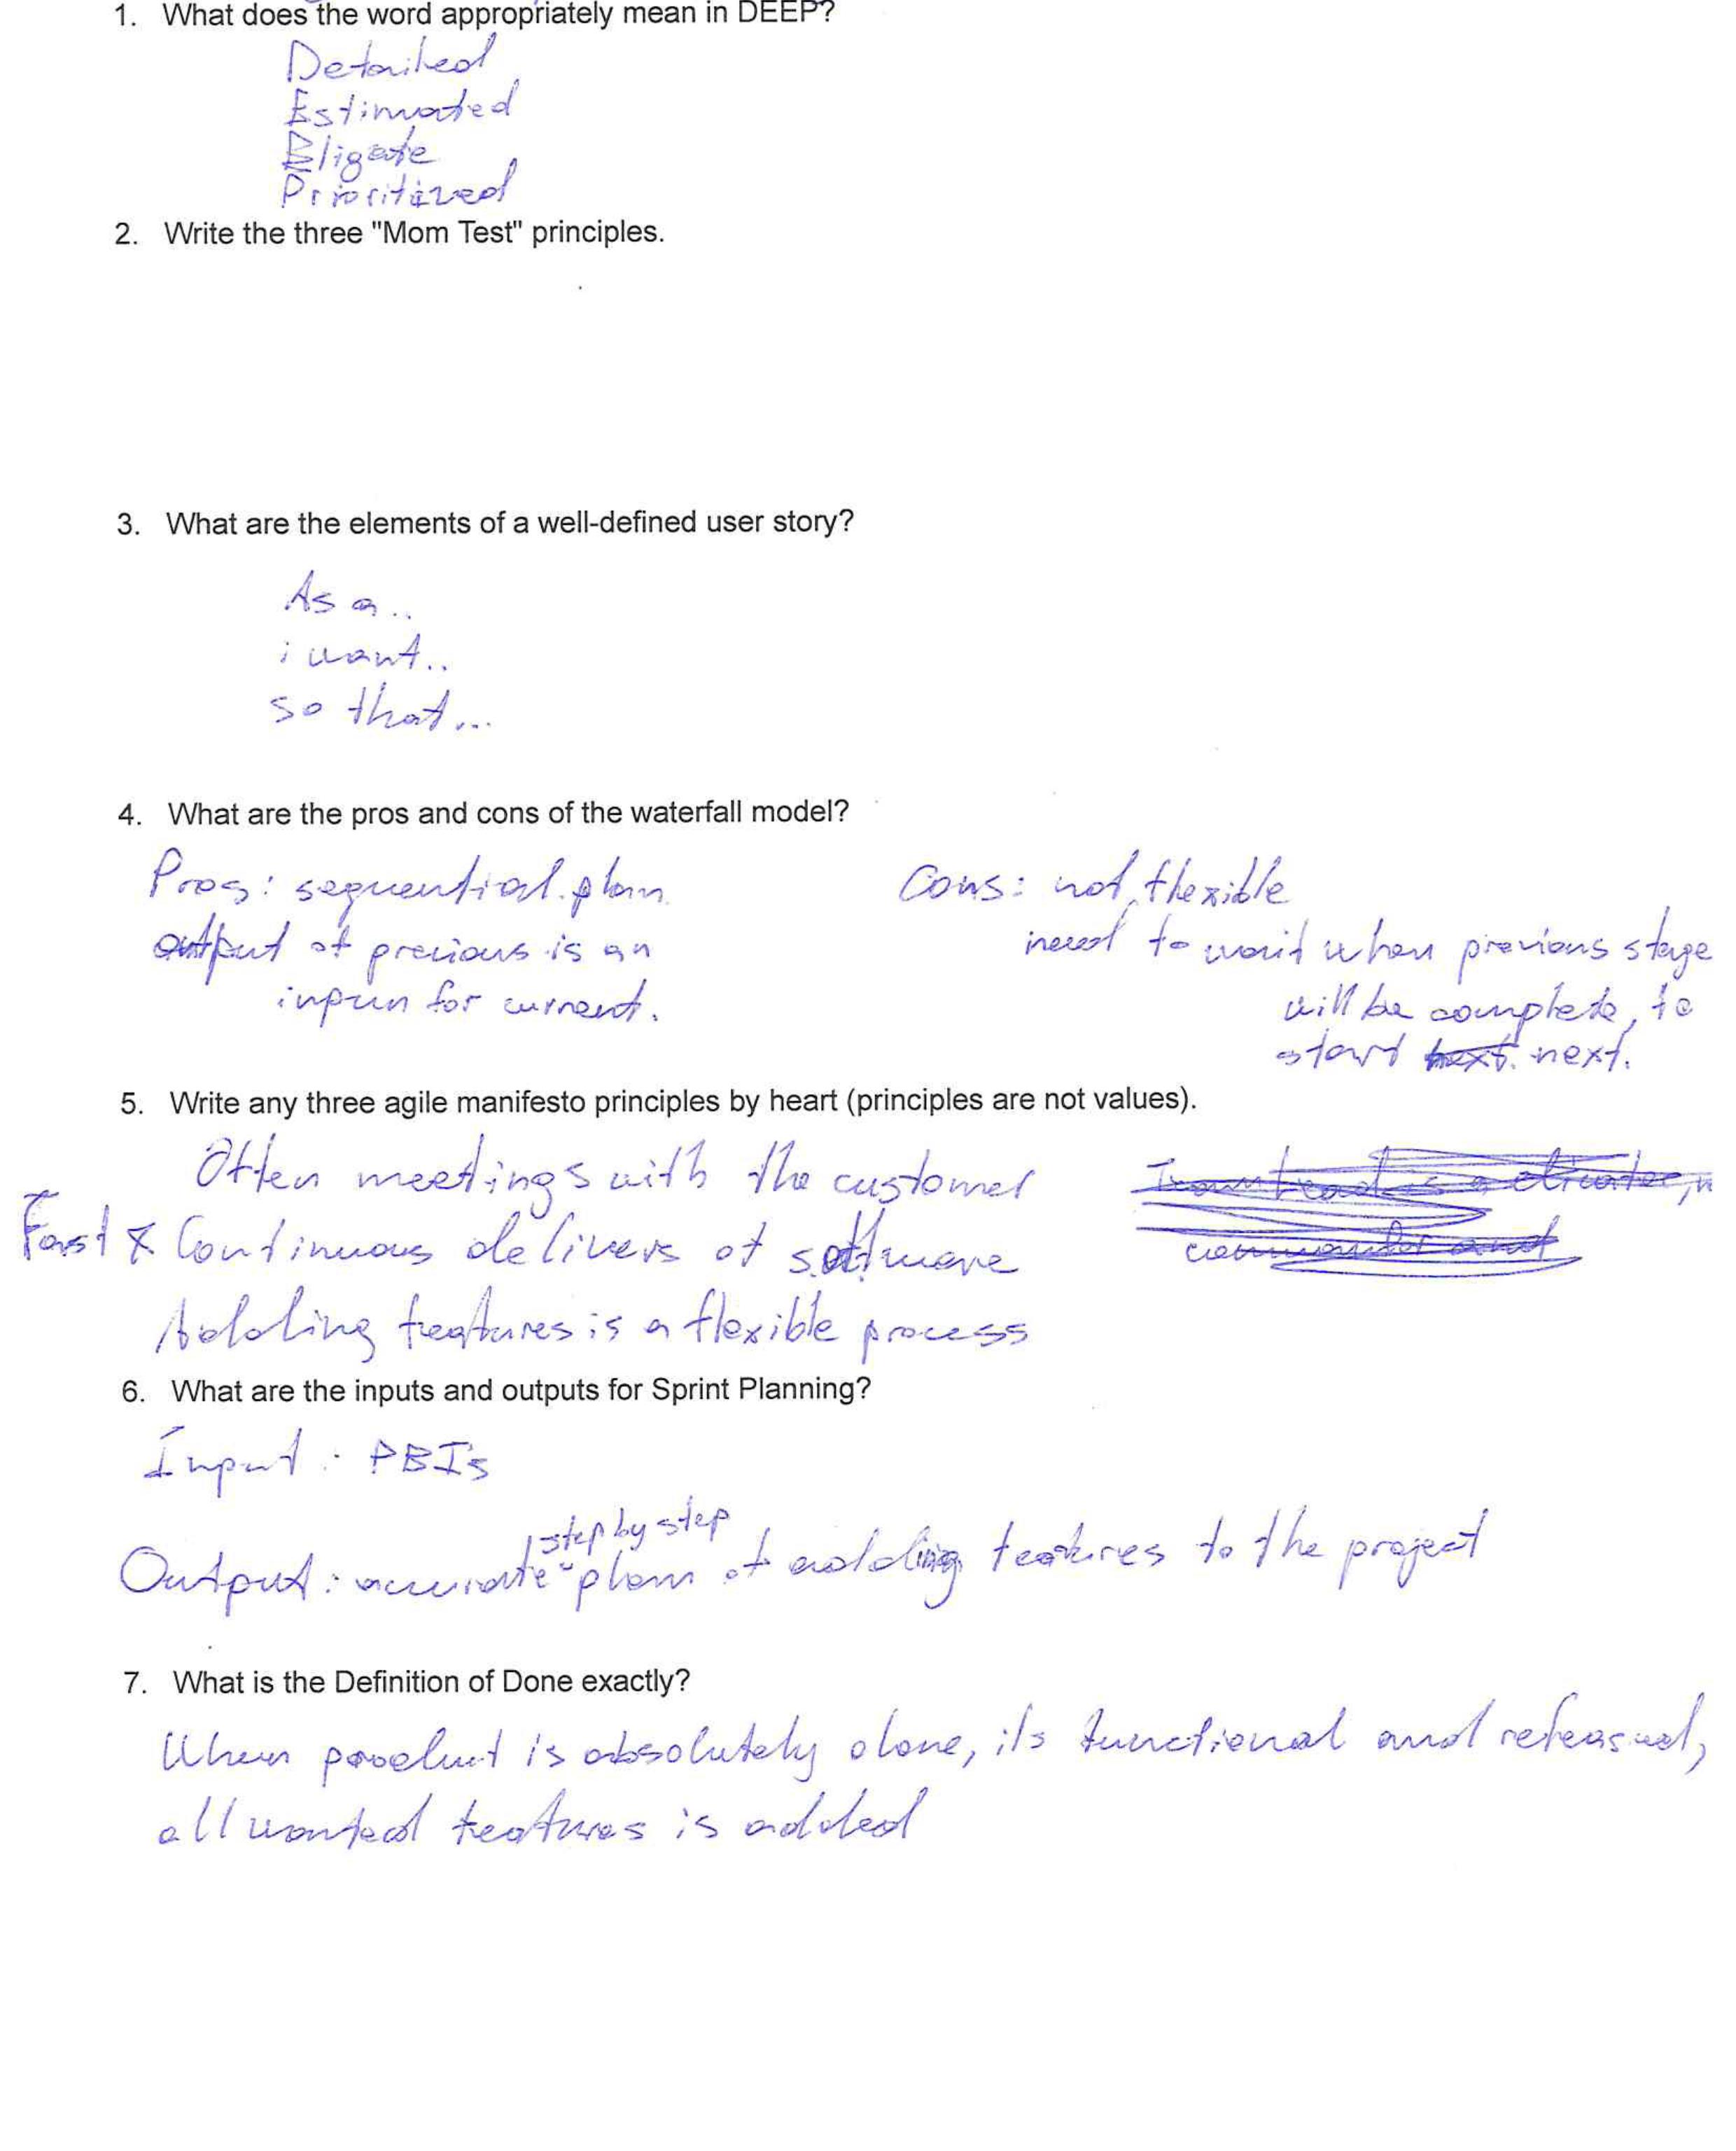 1. What does the word appropriately mean in DEEP?
Detailed
Estimated
Eligate
Prioritized
2. Write the three "Mom Test" principles.
3. What are the elements of a well-defined user story?
As a..
i want..
so that...
4. What are the pros and cons of the waterfall model?
Pros: sequential plan
output of previous is an
inpun for current.
Cons: not flexible
need to wait when previous stage
will be complete, to
start next. next.
5. Write any three agile manifesto principles by heart (principles are not values).
Often meetings with the customer
Fast & Continuous delivers of software
Adding features is a flexible process
6. What are the inputs and outputs for Sprint Planning?
Input: PBIs
step by step
Output: accurate plan of adding features to the project
7. What is the Definition of Done exactly?
When product is absolutely done, its functional and released,
all wanted features is added